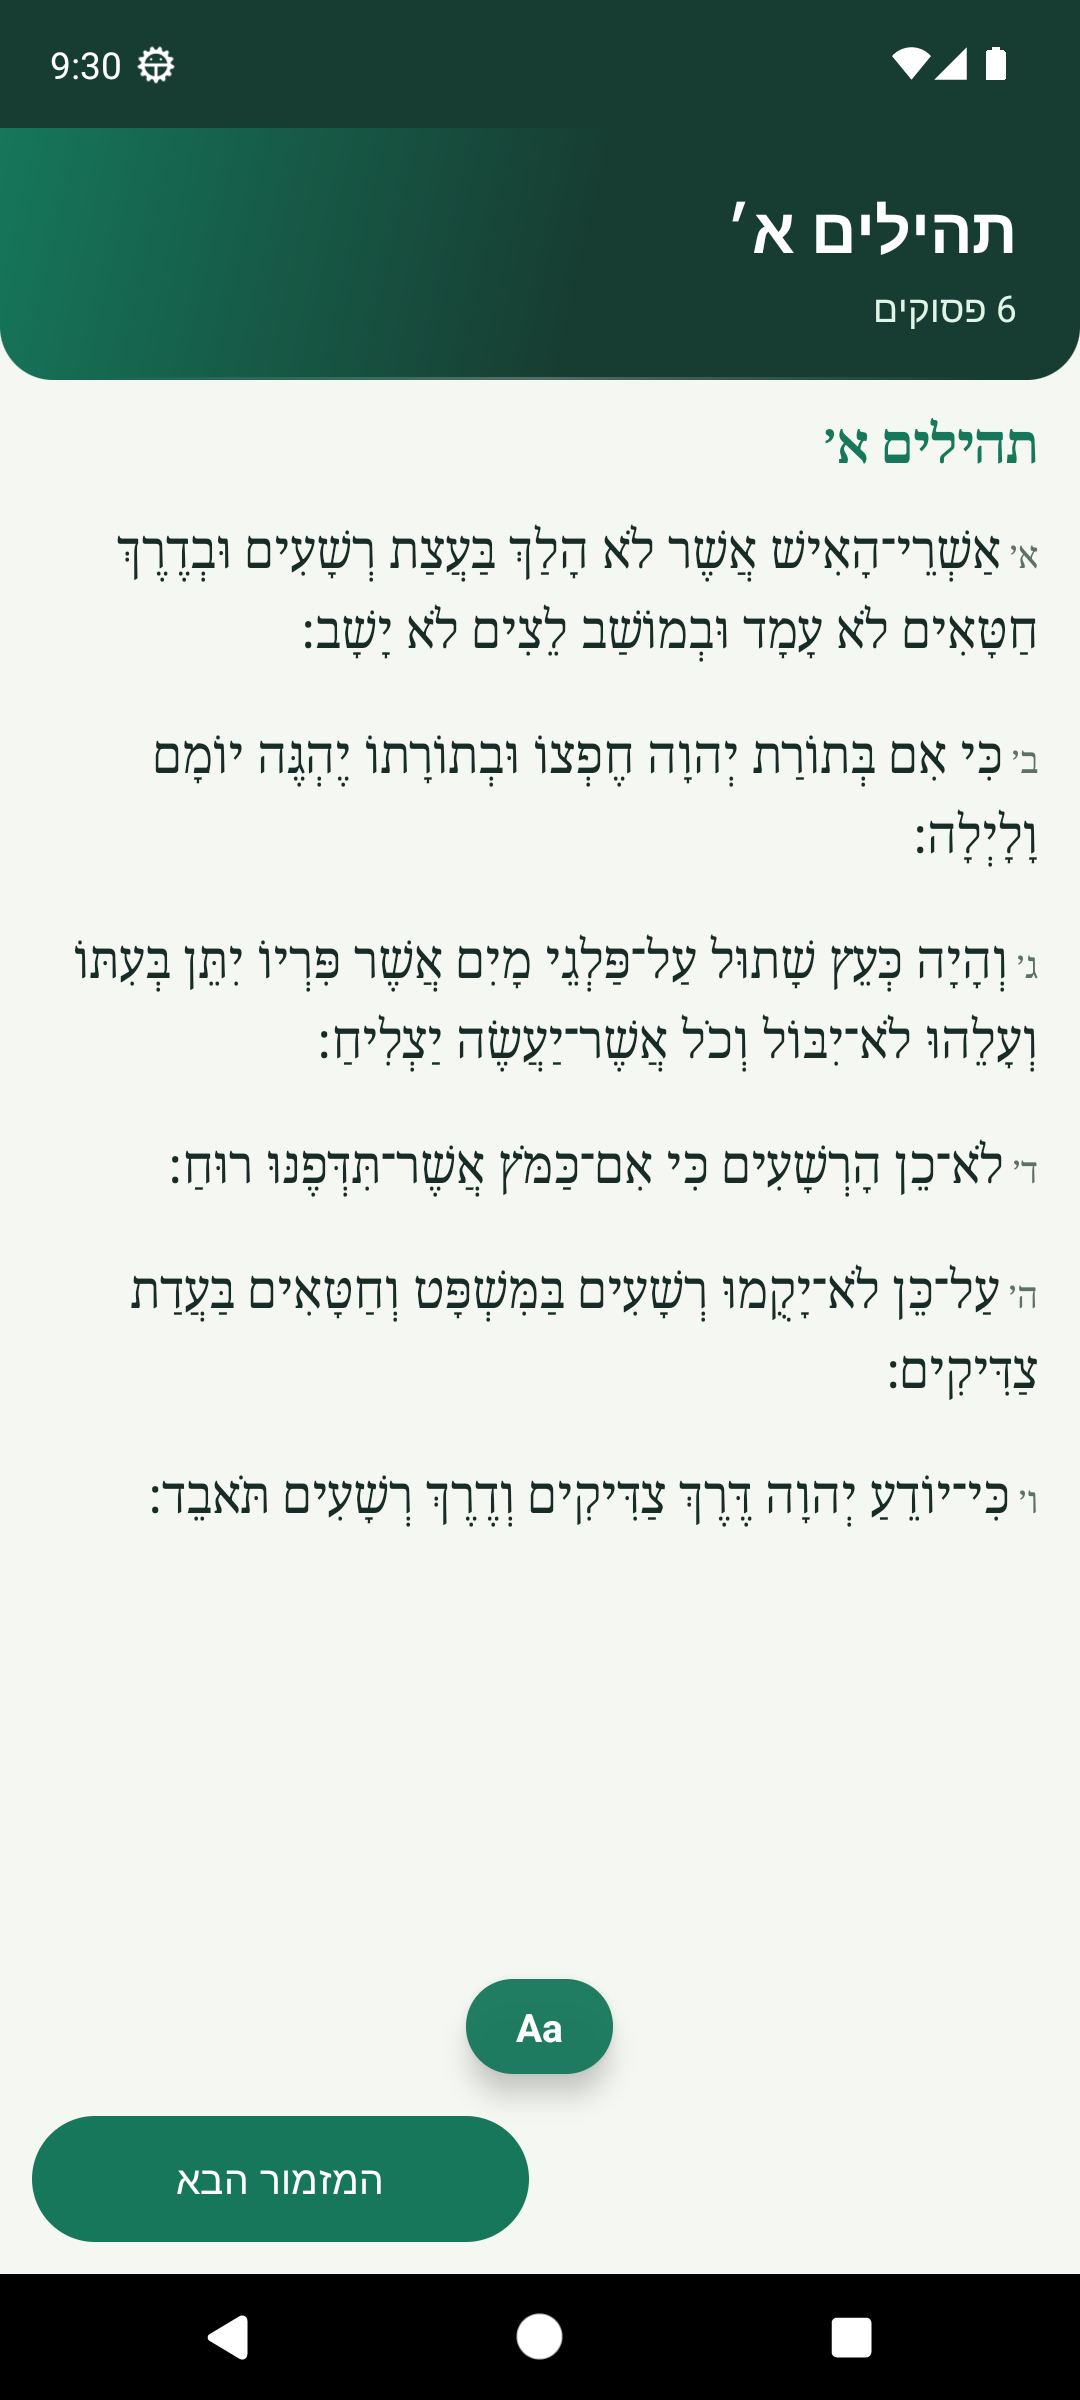 9:30
תהילים א׳
6 פסוקים
תהילים א׳
א׳ אַשְׁרֵי־הָאִישׁ אֲשֶׁר לֹא הָלַךְ בַּעֲצַת רְשָׁעִים וּבְדֶרֶךְ
חַטָּאִים לֹא עָמָד וּבְמוֹשַׁב לֵצִים לֹא יָשָׁב:
ב׳ כִּי אִם בְּתוֹרַת יְהוָה חֶפְצוֹ וּבְתוֹרָתוֹ יֶהְגֶּה יוֹמָם
וָלָיְלָה:
ג׳ וְהָיָה כְּעֵץ שָׁתוּל עַל־פַּלְגֵי מָיִם אֲשֶׁר פִּרְיוֹ יִתֵּן בְּעִתּוֹ
וְעָלֵהוּ לֹא־יִבּוֹל וְכֹל אֲשֶׁר־יַעֲשֶׂה יַצְלִיחַ:
ד׳ לֹא־כֵן הָרְשָׁעִים כִּי אִם־כַּמֹּץ אֲשֶׁר־תִּדְּפֶנּוּ רוּחַ:
ה׳ עַל־כֵּן לֹא־יָקֻמוּ רְשָׁעִים בַּמִּשְׁפָּט וְחַטָּאִים בַּעֲדַת
צַדִּיקִים:
ו׳ כִּי־יוֹדֵעַ יְהוָה דֶּרֶךְ צַדִּיקִים וְדֶרֶךְ רְשָׁעִים תֹּאבֵד:
Aa
המזמור הבא